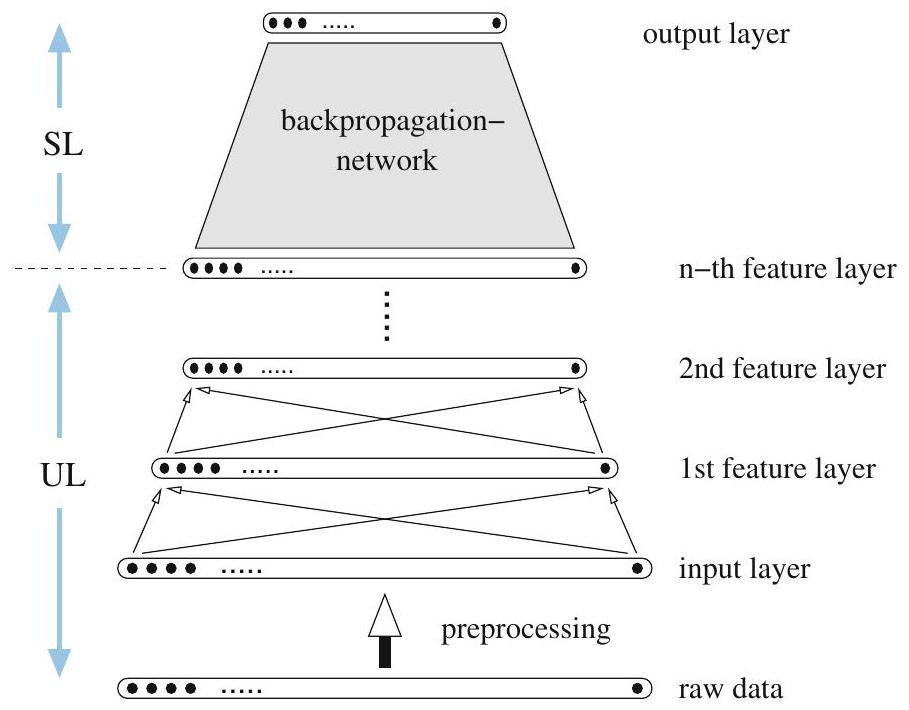 output layer
backpropagation−
network
SL
n−th feature layer
2nd feature layer
1st feature layer
UL
input layer
preprocessing
raw data